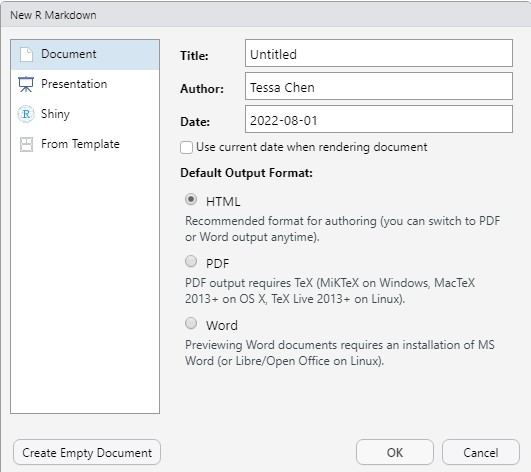 New R Markdown
Document
Presentation
Shiny
From Template
Title: Untitled
Author: Tessa Chen
Date: 2022-08-01
Use current date when rendering document
Default Output Format:
HTML
Recommended format for authoring (you can switch to PDF
or Word output anytime).
PDF
PDF output requires TeX (MiKTeX on Windows, MacTeX
2013+ on OS X, TeX Live 2013+ on Linux).
Word
Previewing Word documents requires an installation of MS
Word (or Libre/Open Office on Linux).
Create Empty Document
OK
Cancel